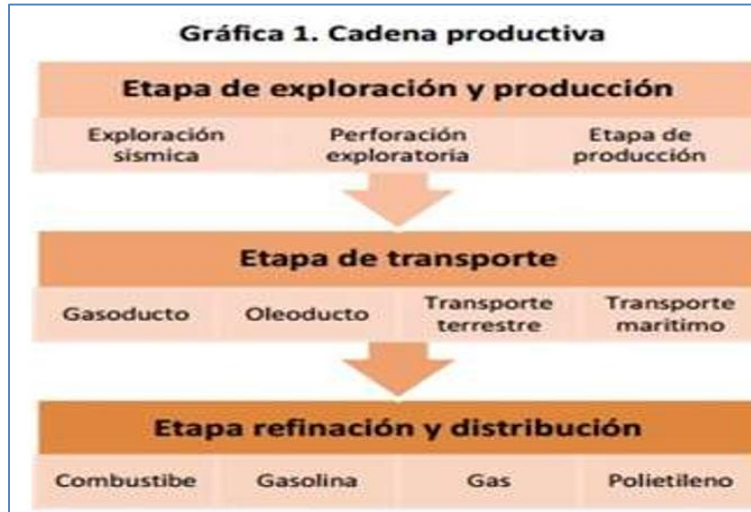 Gráfica 1. Cadena productiva
Etapa de exploración y producción
Exploración sísmica
Perforación exploratoria
Etapa de producción
Etapa de transporte
Gasoducto
Oleoducto
Transporte terrestre
Transporte maritimo
Etapa refinación y distribución
Combustibe
Gasolina
Gas
Polietileno